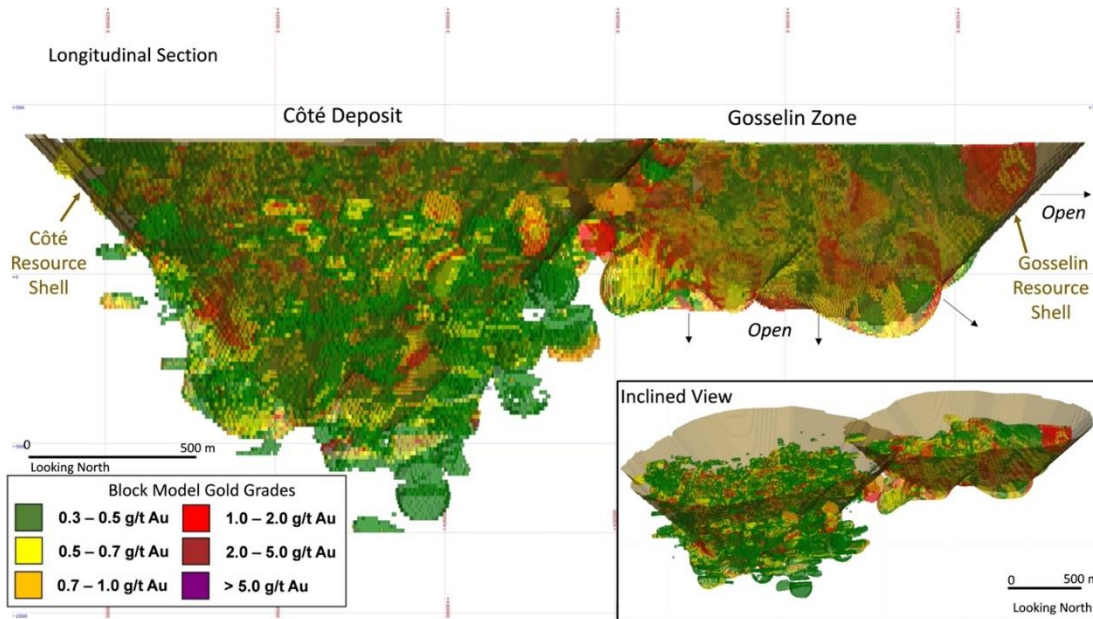 Longitudinal Section
Côté Deposit
Gosselin Zone
Côté
Resource
Shell
Open
Gosselin
Resource
Shell
Open
0
500 m
Looking North
Block Model Gold Grades
0.3 – 0.5 g/t Au
1.0 – 2.0 g/t Au
0.5 – 0.7 g/t Au
2.0 – 5.0 g/t Au
0.7 – 1.0 g/t Au
> 5.0 g/t Au
Inclined View
0
500 m
Looking North